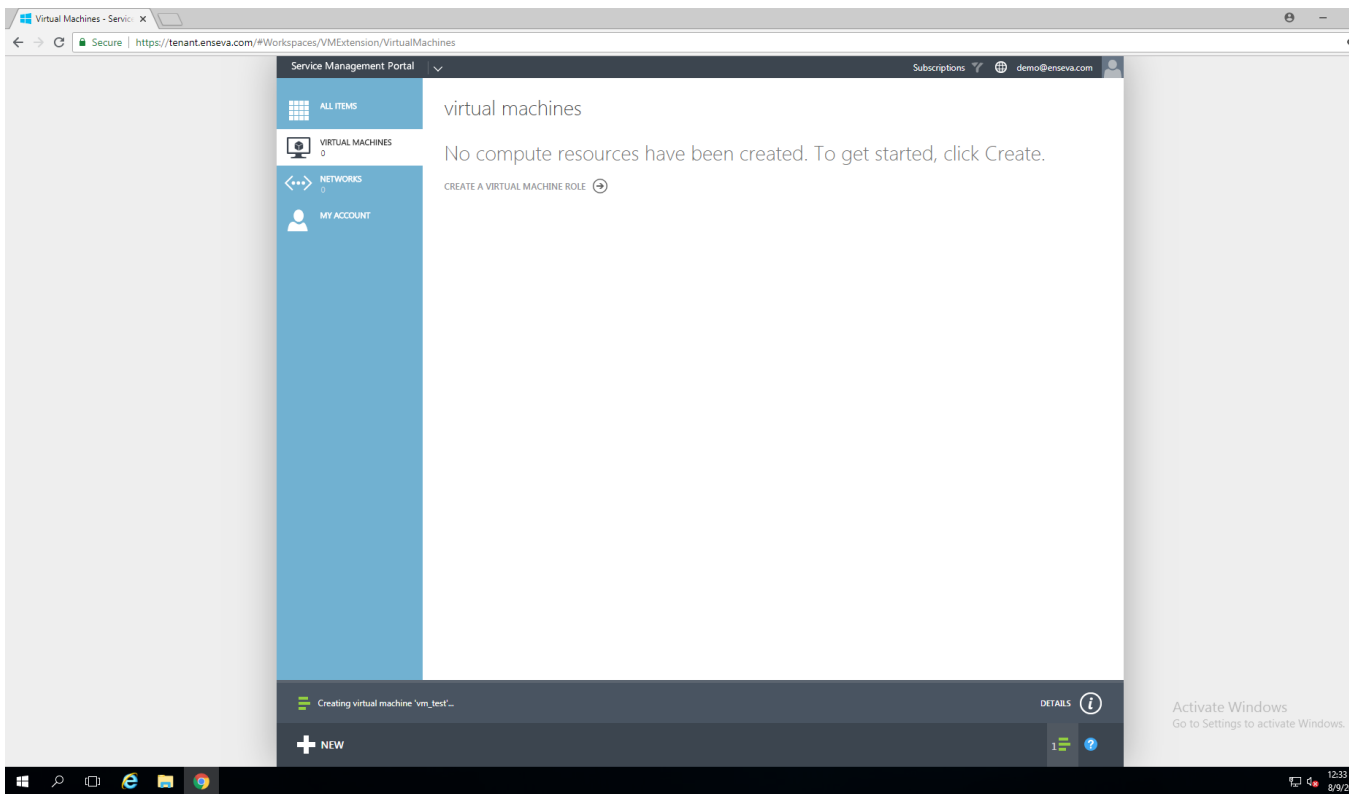 Virtual Machines - Servic
Secure | https://tenant.enseva.com/#Workspaces/VMExtension/VirtualMachines
Service Management Portal
Subscriptions
demo@enseva.com
ALL ITEMS
VIRTUAL MACHINES
0
NETWORKS
0
MY ACCOUNT
virtual machines
No compute resources have been created. To get started, click Create.
CREATE A VIRTUAL MACHINE ROLE
Creating virtual machine 'vm_test'...
DETAILS
NEW
1
?
Activate Windows
Go to Settings to activate Windows.
12:33
8/9/2